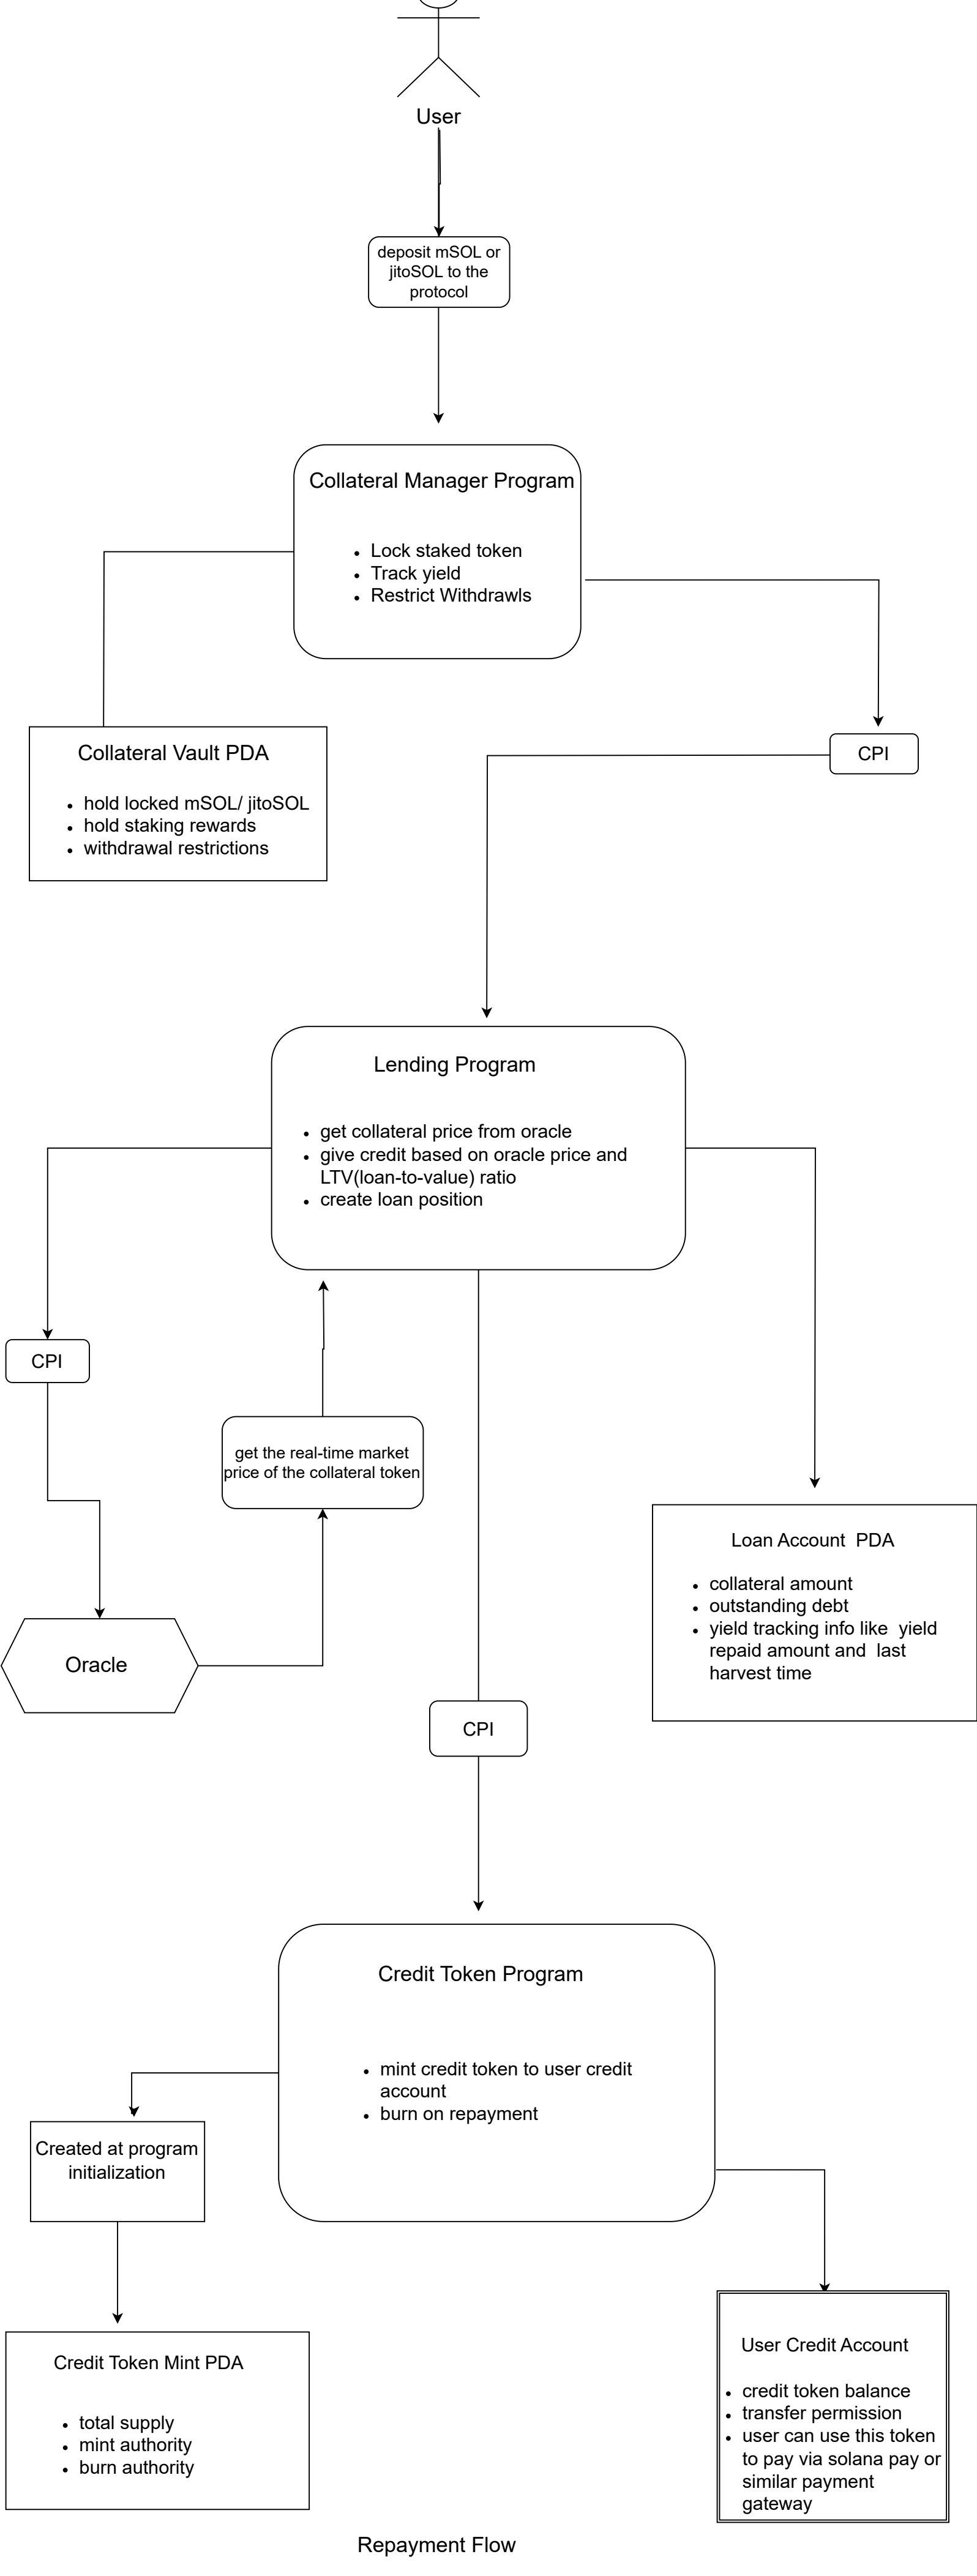 User
deposit mSOL or
jitoSOL to the
protocol
Collateral Manager Program
Lock staked token
Track yield
Restrict Withdrawls
Collateral Vault PDA
hold locked mSOL/ jitoSOL
hold staking rewards
withdrawal restrictions
CPI
Lending Program
get collateral price from oracle
give credit based on oracle price and
LTV(loan-to-value) ratio
create loan position
CPI
get the real-time market
price of the collateral token
Loan Account  PDA
collateral amount
outstanding debt
yield tracking info like  yield
repaid amount and  last
harvest time
Oracle
CPI
Credit Token Program
mint credit token to user credit
account
burn on repayment
Created at program
initialization
Credit Token Mint PDA
total supply
mint authority
burn authority
User Credit Account
credit token balance
transfer permission
user can use this token
to pay via solana pay or
similar payment
gateway
Repayment Flow